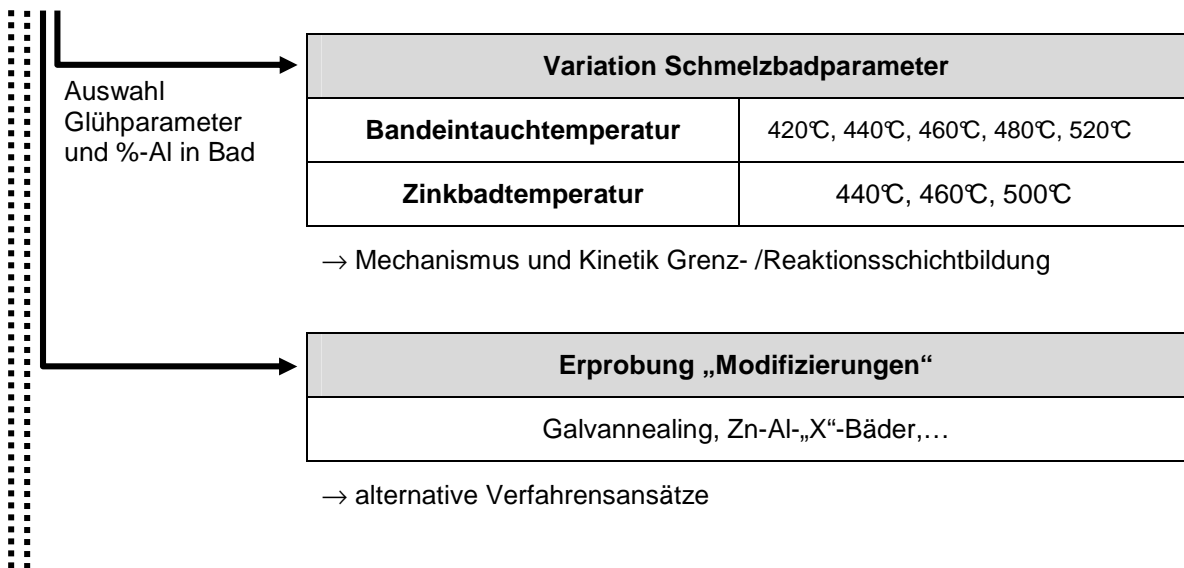 Variation Schmelzbadparameter
Auswahl
Glühparameter
und %-Al in Bad
Bandeintauchtemperatur 420°C, 440°C, 460°C, 480°C, 520°C
Zinkbadtemperatur 440°C, 460°C, 500°C
→ Mechanismus und Kinetik Grenz- /Reaktionsschichtbildung
Erprobung „Modifizierungen“
Galvannealing, Zn-Al-„X“-Bäder,…
→ alternative Verfahrensansätze